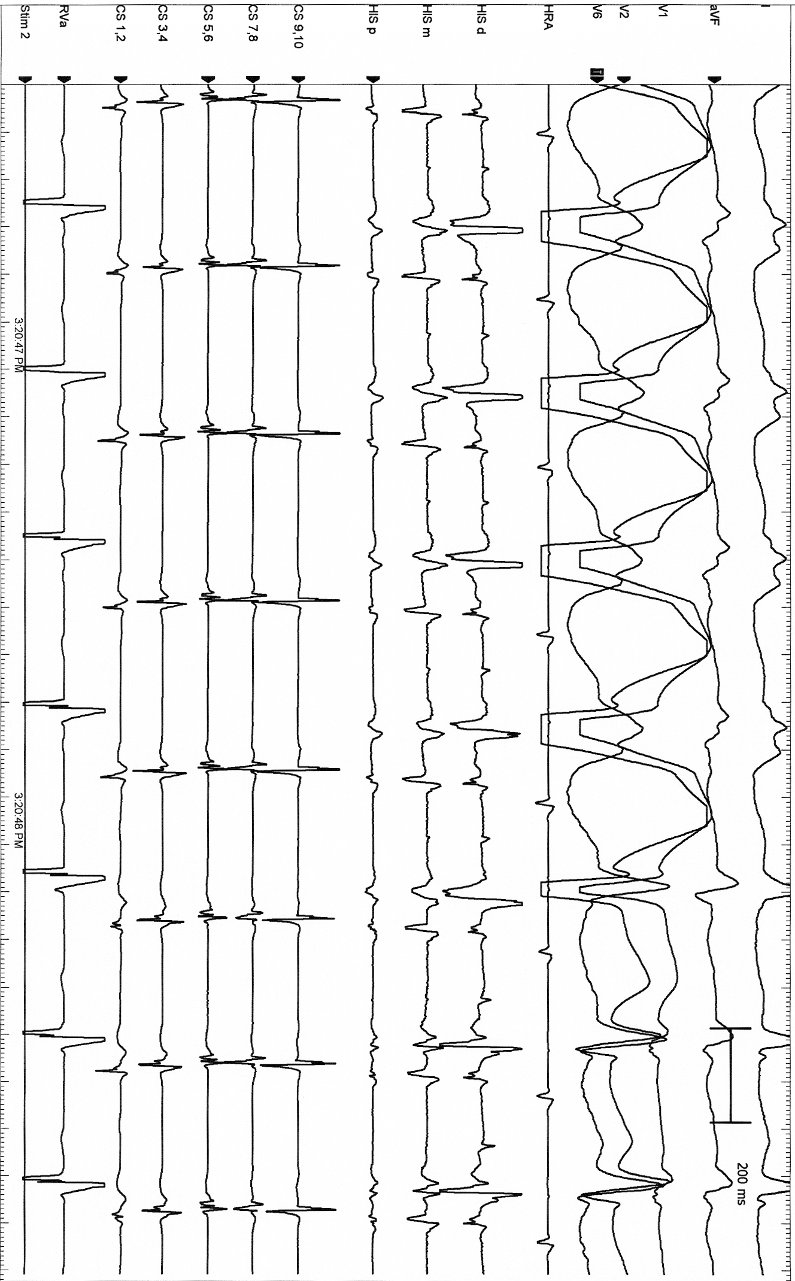 I
aVF
V1
V2
V6
HRA
HIS d
HIS m
HIS p
CS 9,10
CS 7,8
CS 5,6
CS 3,4
CS 1,2
RVa
Stim 2
200 ms
3:20:47 PM
3:20:48 PM